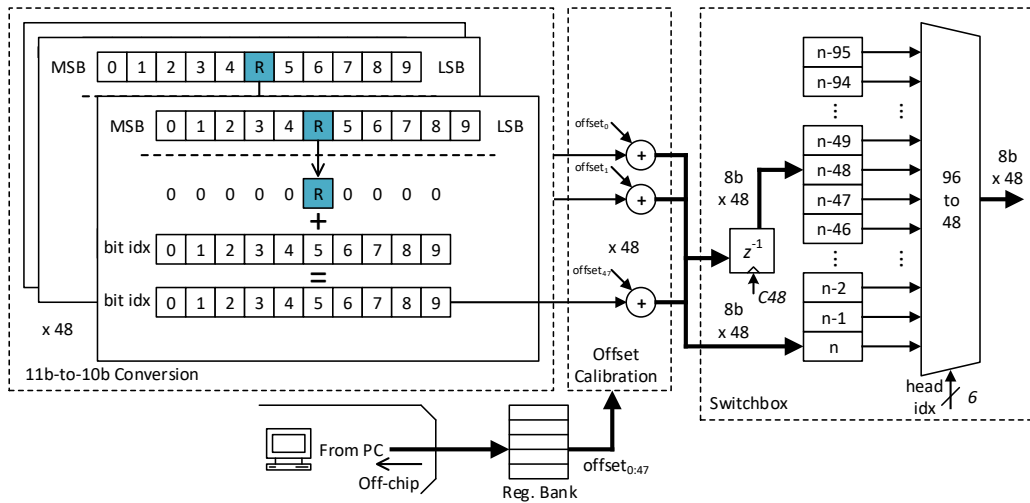 MSB 0 1 2 3 4 R 5 6 7 8 9 LSB
MSB 0 1 2 3 4 R 5 6 7 8 9 LSB
0 0 0 0 0 R 0 0 0 0
+
bit idx 0 1 2 3 4 5 6 7 8 9
=
bit idx 0 1 2 3 4 5 6 7 8 9
x 48
11b-to-10b Conversion
offset0
+
offset1
+
x 48
offset47
+
Offset
Calibration
8b
x 48
z-1
C48
8b
x 48
n-95
n-94
⋮ ⋮
n-49
n-48
n-47
n-46
⋮ ⋮
n-2
n-1
n
96
to
48
8b
x 48
head
idx
6
Switchbox
From PC
Off-chip
Reg. Bank
offset0:47